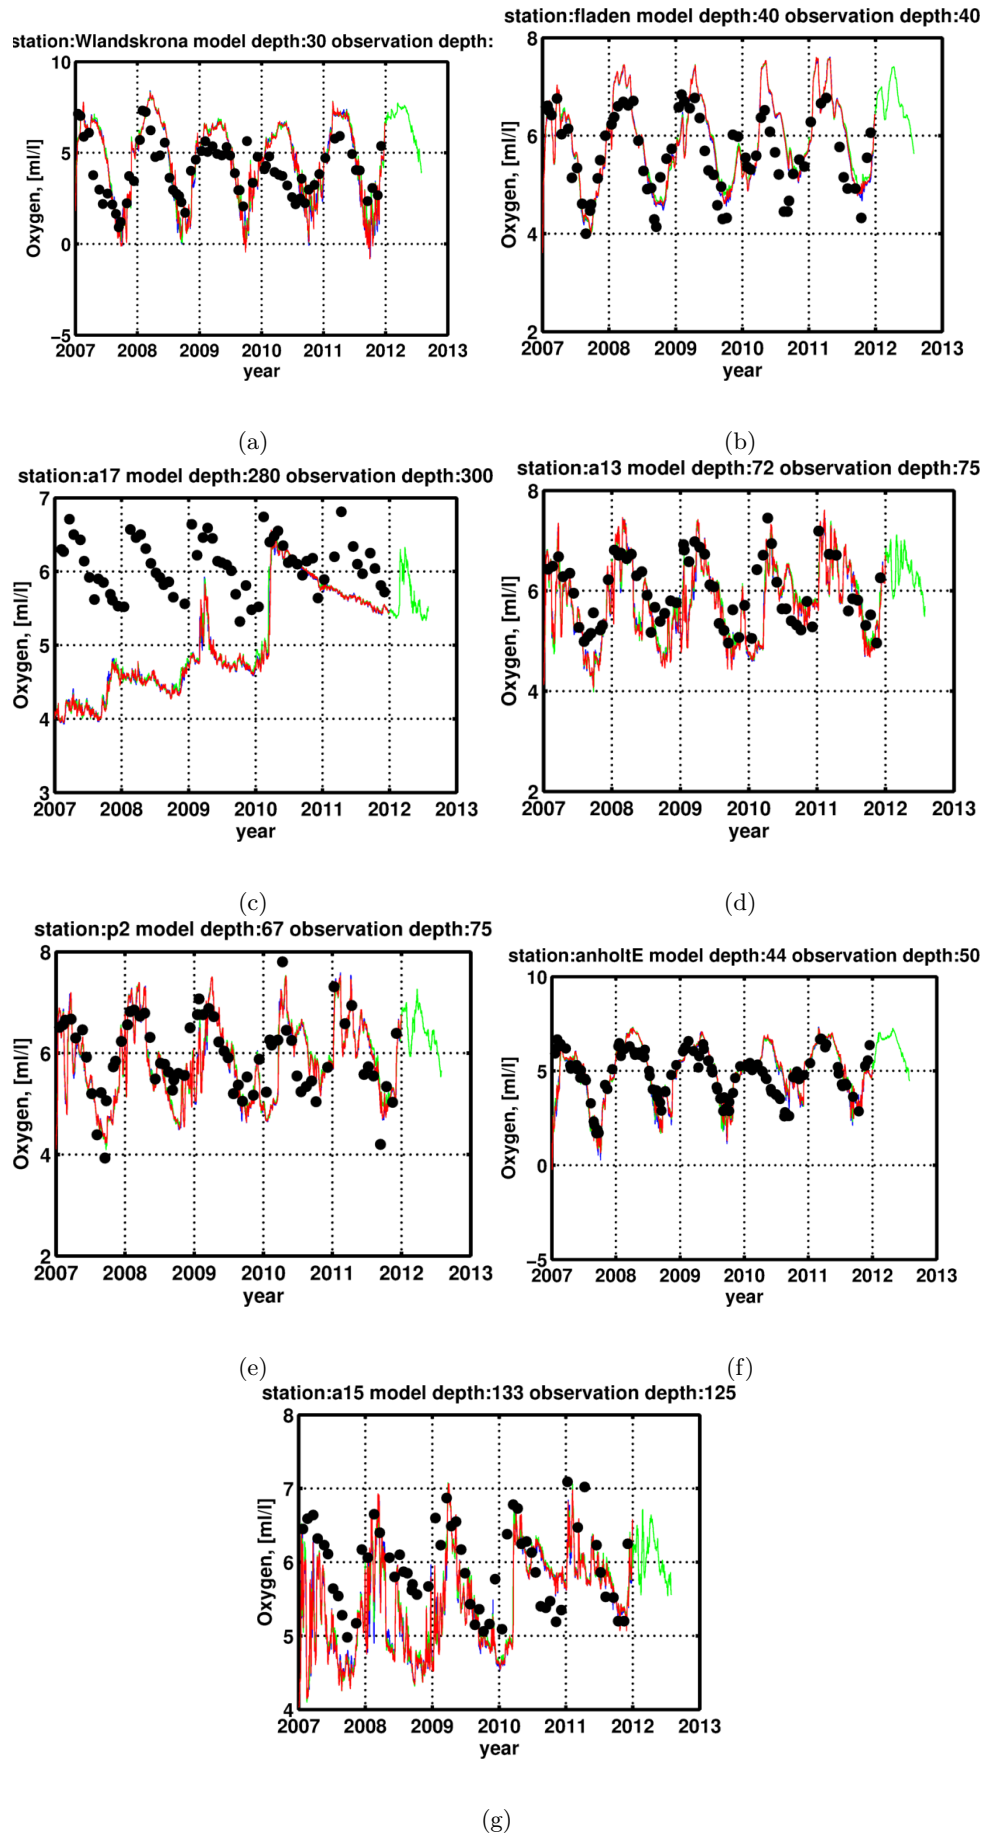 station:Wlandskrona model depth:30 observation depth:
10
5
0
−5
Oxygen, [ml/l]
2007 2008 2009 2010 2011 2012 2013
year
(a)
station:fladen model depth:40 observation depth:40
8
6
4
2
Oxygen, [ml/l]
2007 2008 2009 2010 2011 2012 2013
year
(b)
station:a17 model depth:280 observation depth:300
7
6
5
4
3
Oxygen, [ml/l]
2007 2008 2009 2010 2011 2012 2013
year
(c)
station:a13 model depth:72 observation depth:75
8
6
4
2
Oxygen, [ml/l]
2007 2008 2009 2010 2011 2012 2013
year
(d)
station:p2 model depth:67 observation depth:75
8
6
4
2
Oxygen, [ml/l]
2007 2008 2009 2010 2011 2012 2013
year
(e)
station:anholtE model depth:44 observation depth:50
10
5
0
−5
Oxygen, [ml/l]
2007 2008 2009 2010 2011 2012 2013
year
(f)
station:a15 model depth:133 observation depth:125
8
7
6
5
4
Oxygen, [ml/l]
2007 2008 2009 2010 2011 2012 2013
year
(g)